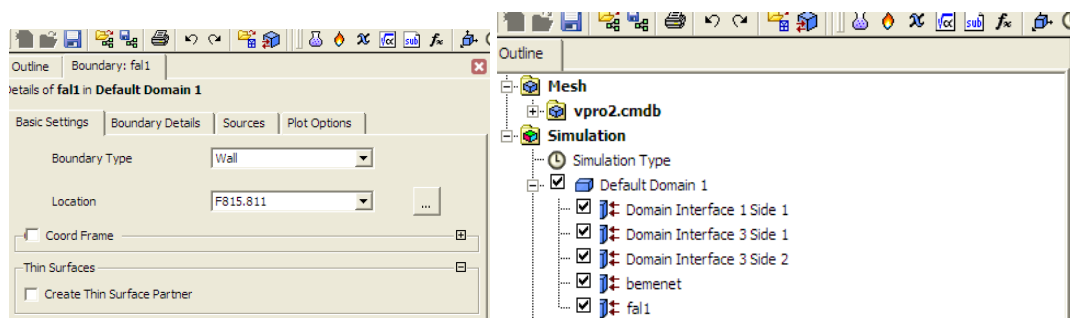 Outline Boundary: fal1
Details of fal1 in Default Domain 1
Basic Settings Boundary Details Sources Plot Options
Boundary Type Wall
Location F815.811 ...
Coord Frame
Thin Surfaces
Create Thin Surface Partner
Outline
Mesh
vpro2.cmdb
Simulation
Simulation Type
Default Domain 1
Domain Interface 1 Side 1
Domain Interface 3 Side 1
Domain Interface 3 Side 2
bemenet
fal1